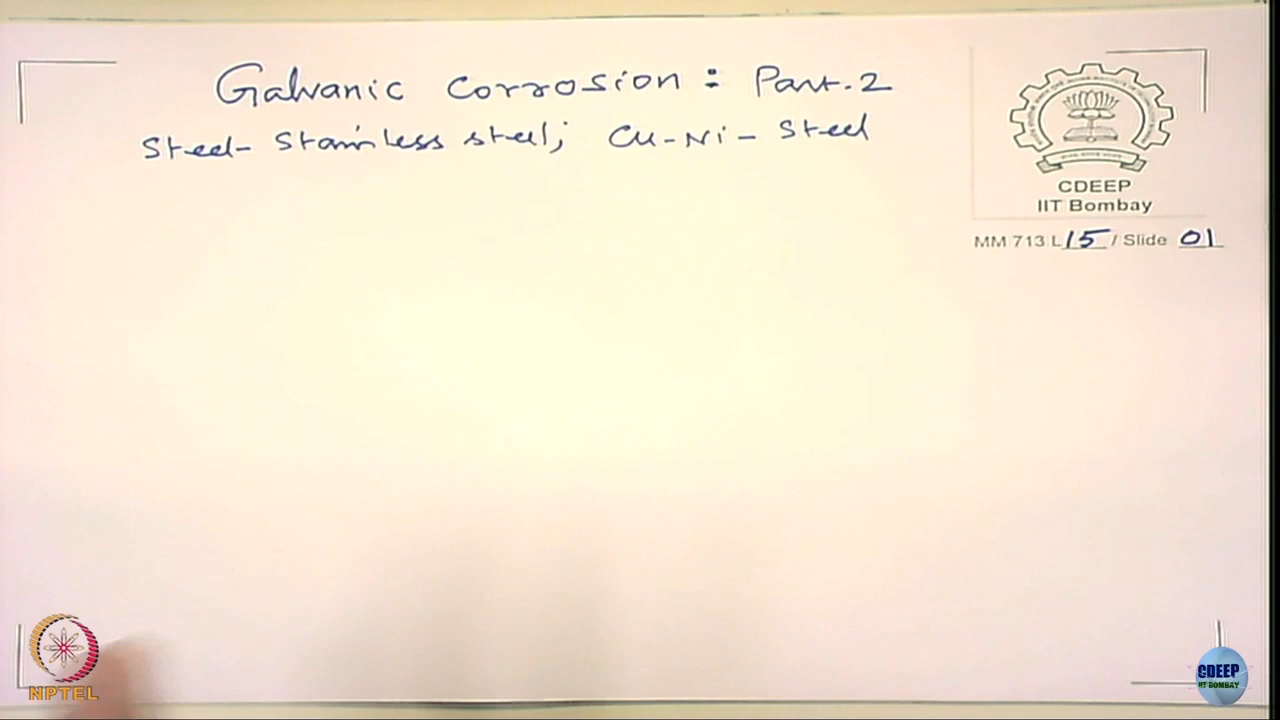 Galvanic Corrosion : Part.2
Steel - Stainless steel; Cu-Ni - Steel
CDEEP
IIT Bombay
MM 713 L 15 / Slide 01
NPTEL
CDEEP
IIT BOMBAY